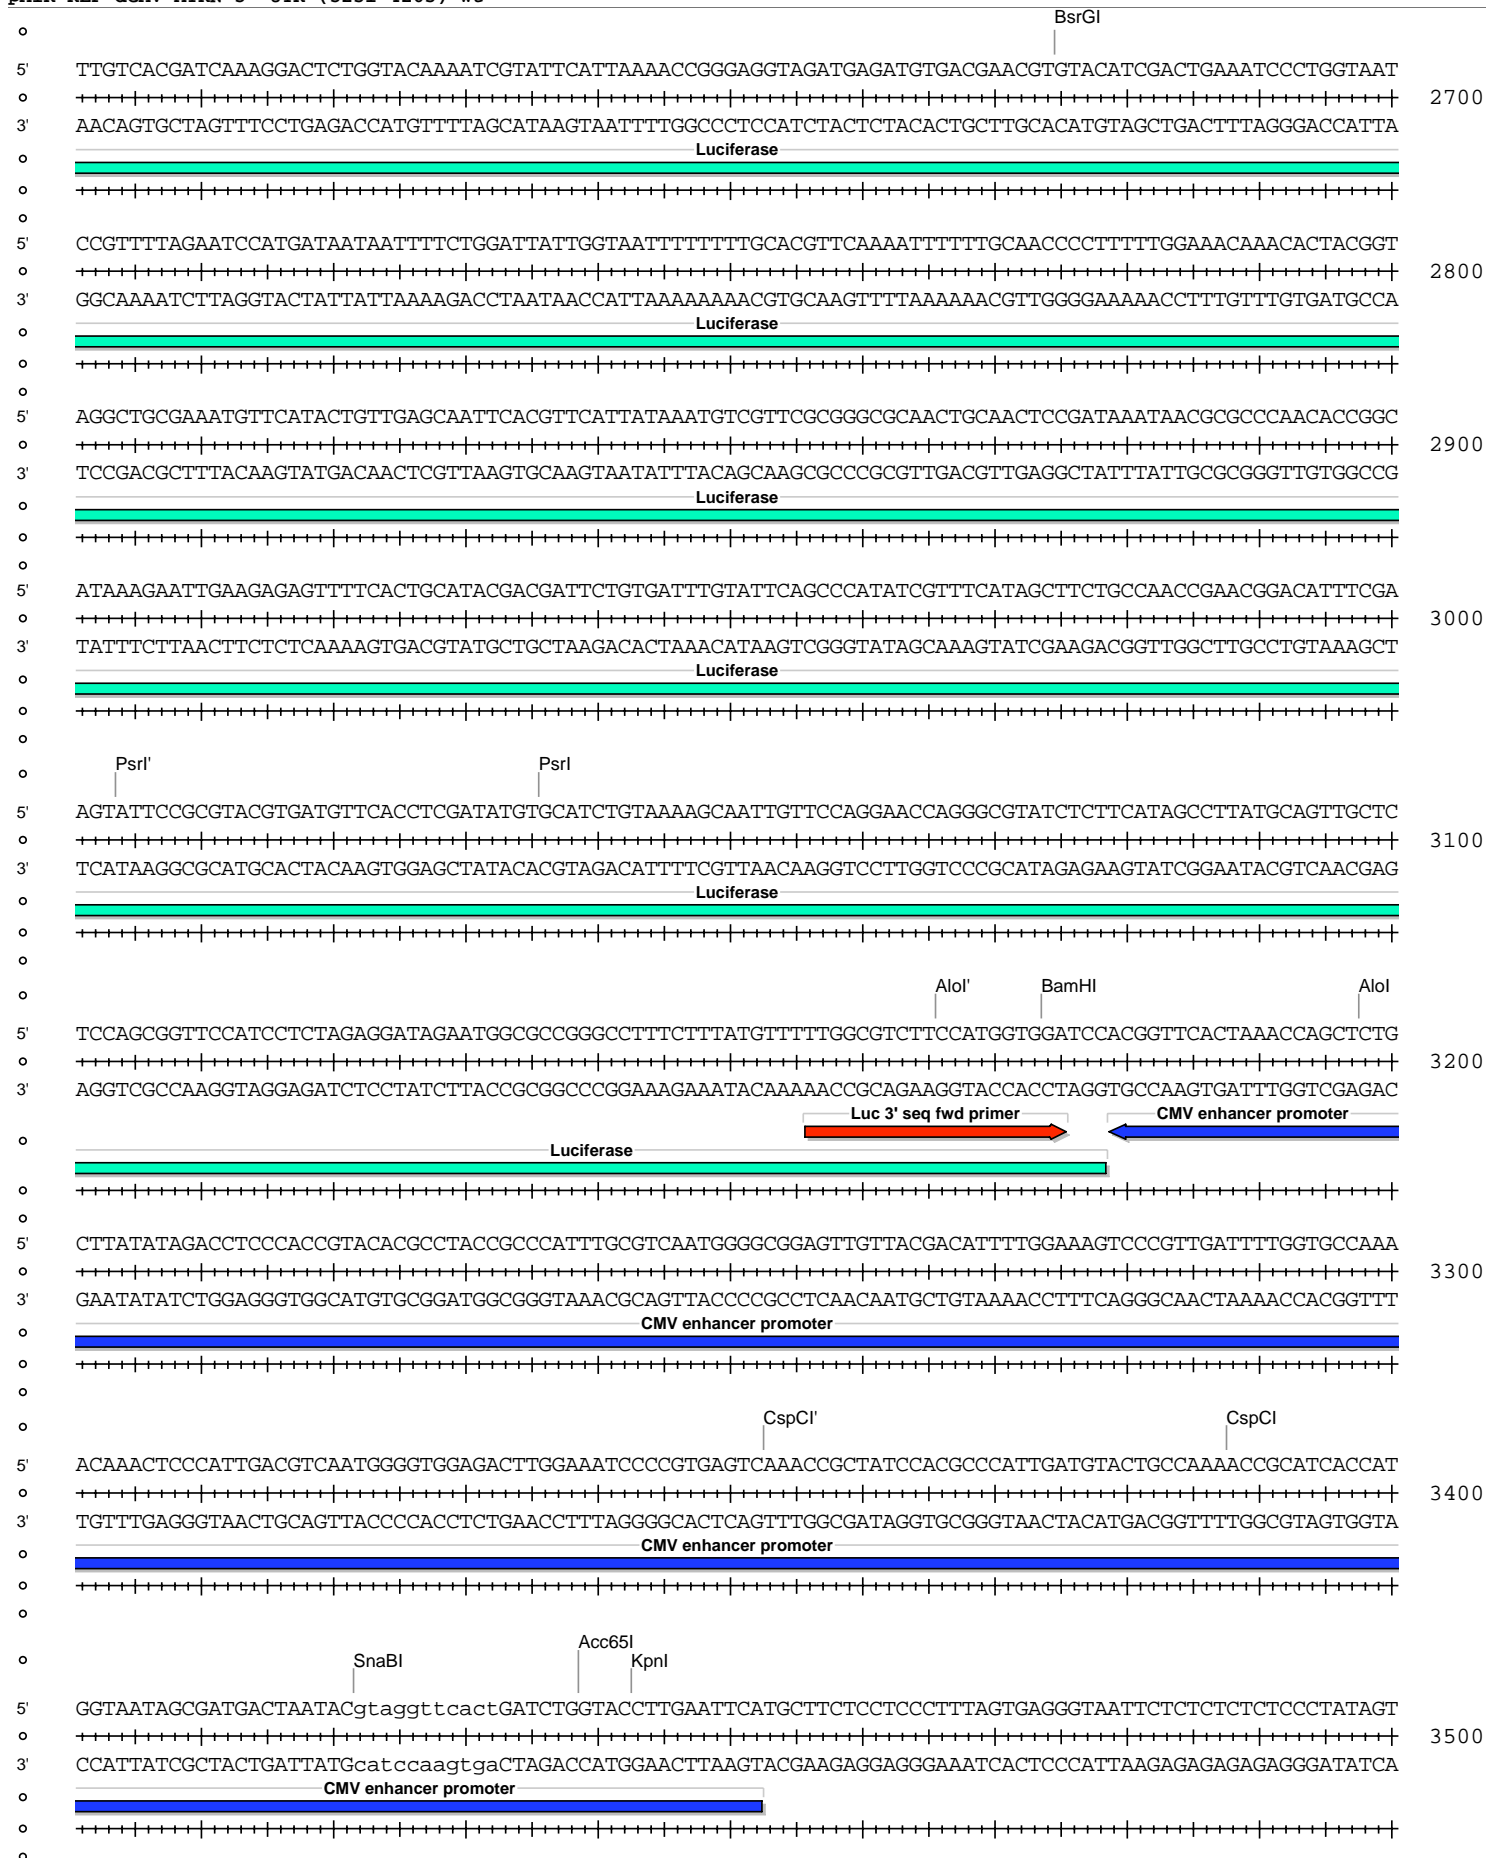 BsrGI
5' TTGTCACGATCAAAGGACTCTGGTACAAAATCGTATTCATTAAAACCGGGAGGTAGATGAGATGTGACGAACGTGTACATCGACTGAAATCCCTGGTAAT
2700
3' AACAGTGCTAGTTTCCTGAGACCATGTTTTAGCATAAGTAATTTTGGCCCTCCATCTACTCTACACTGCTTGCACATGTAGCTGACTTTAGGGACCATTA
Luciferase
5' CCGTTTTAGAATCCATGATAATAATTTTCTGGATTATTGGTAATTTTTTTTGCACGTTCAAAATTTTTTGCAACCCCTTTTTGGAAACAAACACTACGGT
2800
3' GGCAAAATCTTAGGTACTATTATTAAAAGACCTAATAACCATTAAAAAAAACGTGCAAGTTTTAAAAAACGTTGGGGAAAAACCTTTGTTTGTGATGCCA
Luciferase
5' AGGCTGCGAAATGTTCATACTGTTGAGCAATTCACGTTCATTATAAATGTCGTTCGCGGGCGCAACTGCAACTCCGATAAATAACGCGCCCAACACCGGC
2900
3' TCCGACGCTTTACAAGTATGACAACTCGTTAAGTGCAAGTAATATTTACAGCAAGCGCCCGCGTTGACGTTGAGGCTATTTATTGCGCGGGTTGTGGCCG
Luciferase
5' ATAAAGAATTGAAGAGAGTTTTCACTGCATACGACGATTCTGTGATTTGTATTCAGCCCATATCGTTTCATAGCTTCTGCCAACCGAACGGACATTTCGA
3000
3' TATTTCTTAACTTCTCTCAAAAGTGACGTATGCTGCTAAGACACTAAACATAAGTCGGGTATAGCAAAGTATCGAAGACGGTTGGCTTGCCTGTAAAGCT
Luciferase
PsrI' PsrI
5' AGTATTCCGCGTACGTGATGTTCACCTCGATATGTGCATCTGTAAAAGCAATTGTTCCAGGAACCAGGGCGTATCTCTTCATAGCCTTATGCAGTTGCTC
3100
3' TCATAAGGCGCATGCACTACAAGTGGAGCTATACACGTAGACATTTTCGTTAACAAGGTCCTTGGTCCCGCATAGAGAAGTATCGGAATACGTCAACGAG
Luciferase
AloI' BamHI AloI
5' TCCAGCGGTTCCATCCTCTAGAGGATAGAATGGCGCCGGGCCTTTCTTTATGTTTTTGGCGTCTTCCATGGTGGATCCACGGTTCACTAAACCAGCTCTG
3200
3' AGGTCGCCAAGGTAGGAGATCTCCTATCTTACCGCGGCCCGGAAAGAAATACAAAAACCGCAGAAGGTACCACCTAGGTGCCAAGTGATTTGGTCGAGAC
Luc 3' seq fwd primer CMV enhancer promoter
Luciferase
5' CTTATATAGACCTCCCACCGTACACGCCTACCGCCCATTTGCGTCAATGGGGCGGAGTTGTTACGACATTTTGGAAAGTCCCGTTGATTTTGGTGCCAAA
3300
3' GAATATATCTGGAGGGTGGCATGTGCGGATGGCGGGTAAACGCAGTTACCCCGCCTCAACAATGCTGTAAAACCTTTCAGGGCAACTAAAACCACGGTTT
CMV enhancer promoter
CspCI' CspCI
5' ACAAACTCCCATTGACGTCAATGGGGTGGAGACTTGGAAATCCCCGTGAGTCAAACCGCTATCCACGCCCATTGATGTACTGCCAAAACCGCATCACCAT
3400
3' TGTTTGAGGGTAACTGCAGTTACCCCACCTCTGAACCTTTAGGGGCACTCAGTTTGGCGATAGGTGCGGGTAACTACATGACGGTTTTGGCGTAGTGGTA
CMV enhancer promoter
SnaBI Acc65I KpnI
5' GGTAATAGCGATGACTAATACgtaggttcactGATCTGGTACCTTGAATTCATGCTTCTCCTCCCTTTAGTGAGGGTAATTCTCTCTCTCTCCCTATAGT
3500
3' CCATTATCGCTACTGATTATGcatccaagtgaCTAGACCATGGAACTTAAGTACGAAGAGGAGGGAAATCACTCCCATTAAGAGAGAGAGAGGGATATCA
CMV enhancer promoter